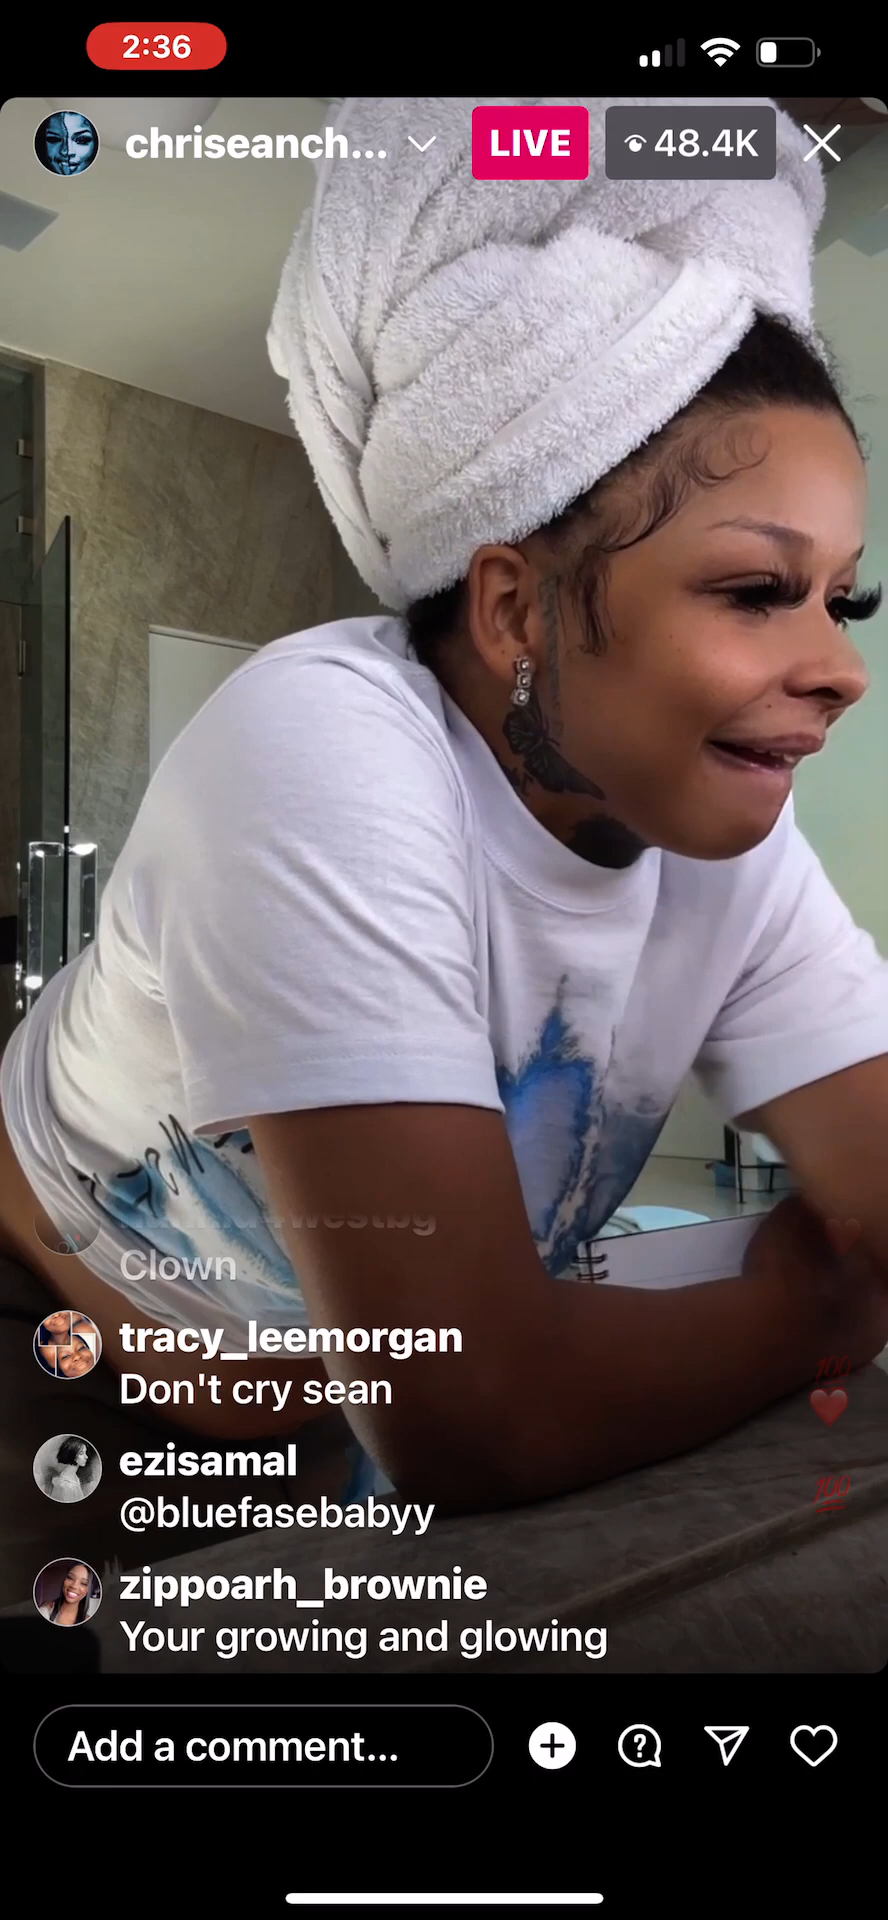 2:36
chriseanch...
LIVE
48.4K
Clown
tracy_leemorgan
Don't cry sean
ezisamal
@bluefasebabyy
zippoarh_brownie
Your growing and glowing
Add a comment...